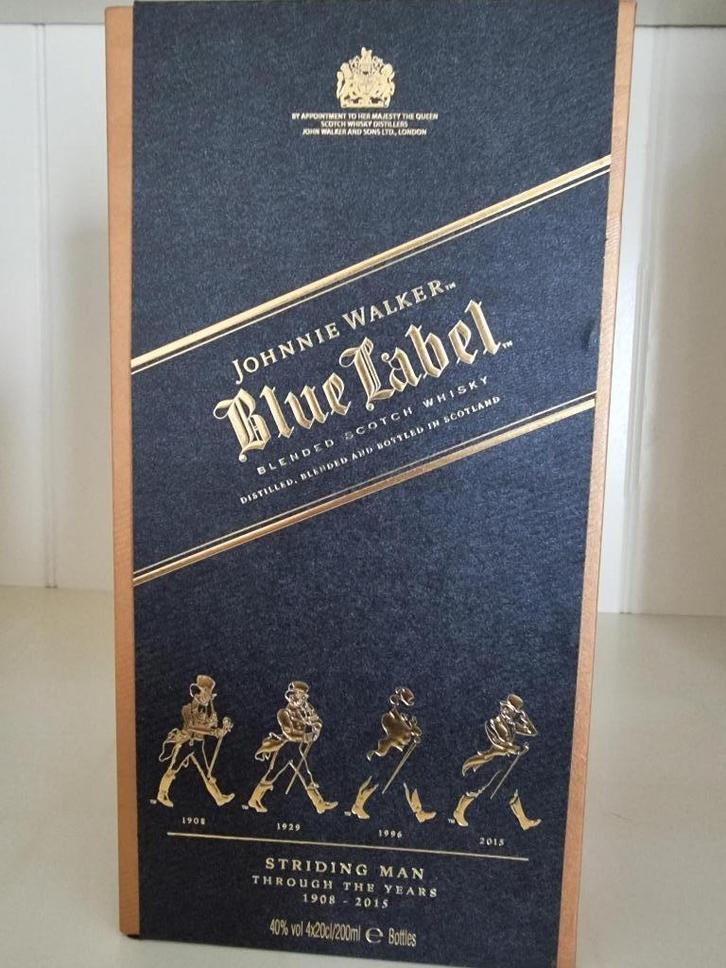 BY APPOINTMENT TO HER MAJESTY THE QUEEN
SCOTCH WHISKY DISTILLERS
JOHN WALKER AND SONS LTD., LONDON
JOHNNIE WALKER™
Blue Label™
BLENDED SCOTCH WHISKY
DISTILLED, BLENDED AND BOTTLED IN SCOTLAND
1908 1929 1996 2015
STRIDING MAN
THROUGH THE YEARS
1908 - 2015
40% vol 4x20cl/200ml ℮ Bottles